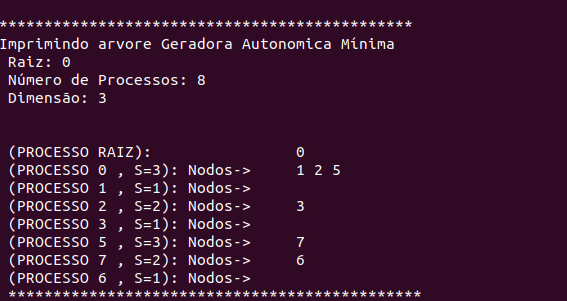 **********************************************
Imprimindo arvore Geradora Autonomica Mínima
Raiz: 0
Número de Processos: 8
Dimensão: 3
(PROCESSO RAIZ): 0
(PROCESSO 0 , S=3): Nodos-> 1 2 5
(PROCESSO 1 , S=1): Nodos->
(PROCESSO 2 , S=2): Nodos-> 3
(PROCESSO 3 , S=1): Nodos->
(PROCESSO 5 , S=3): Nodos-> 7
(PROCESSO 7 , S=2): Nodos-> 6
(PROCESSO 6 , S=1): Nodos->
**********************************************